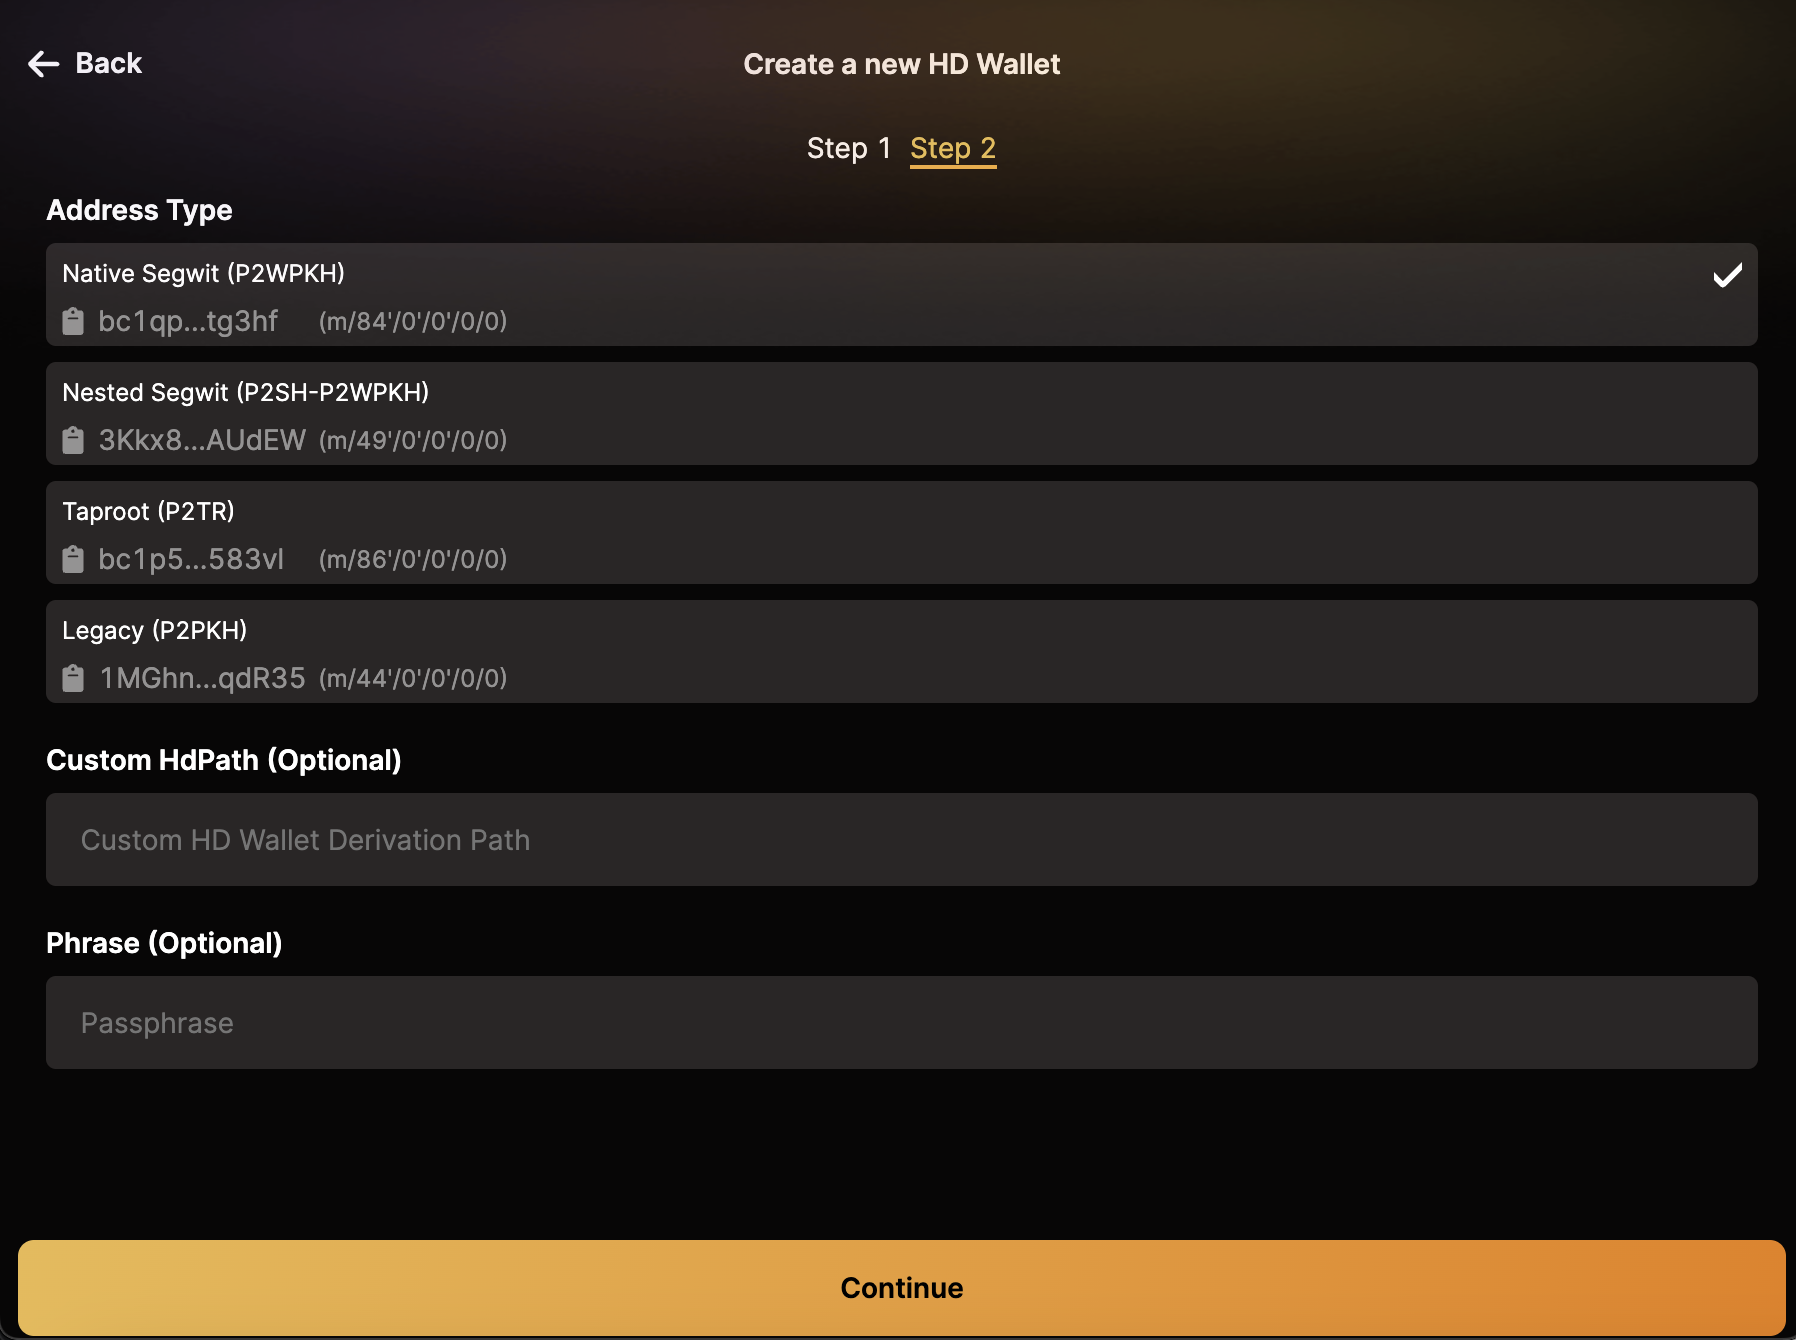 Back
Create a new HD Wallet
Step 1 Step 2
Address Type
Native Segwit (P2WPKH)
bc1qp...tg3hf (m/84'/0'/0'/0/0)
Nested Segwit (P2SH-P2WPKH)
3Kkx8...AUdEW (m/49'/0'/0'/0/0)
Taproot (P2TR)
bc1p5...583vl (m/86'/0'/0'/0/0)
Legacy (P2PKH)
1MGhn...qdR35 (m/44'/0'/0'/0/0)
Custom HdPath (Optional)
Custom HD Wallet Derivation Path
Phrase (Optional)
Passphrase
Continue